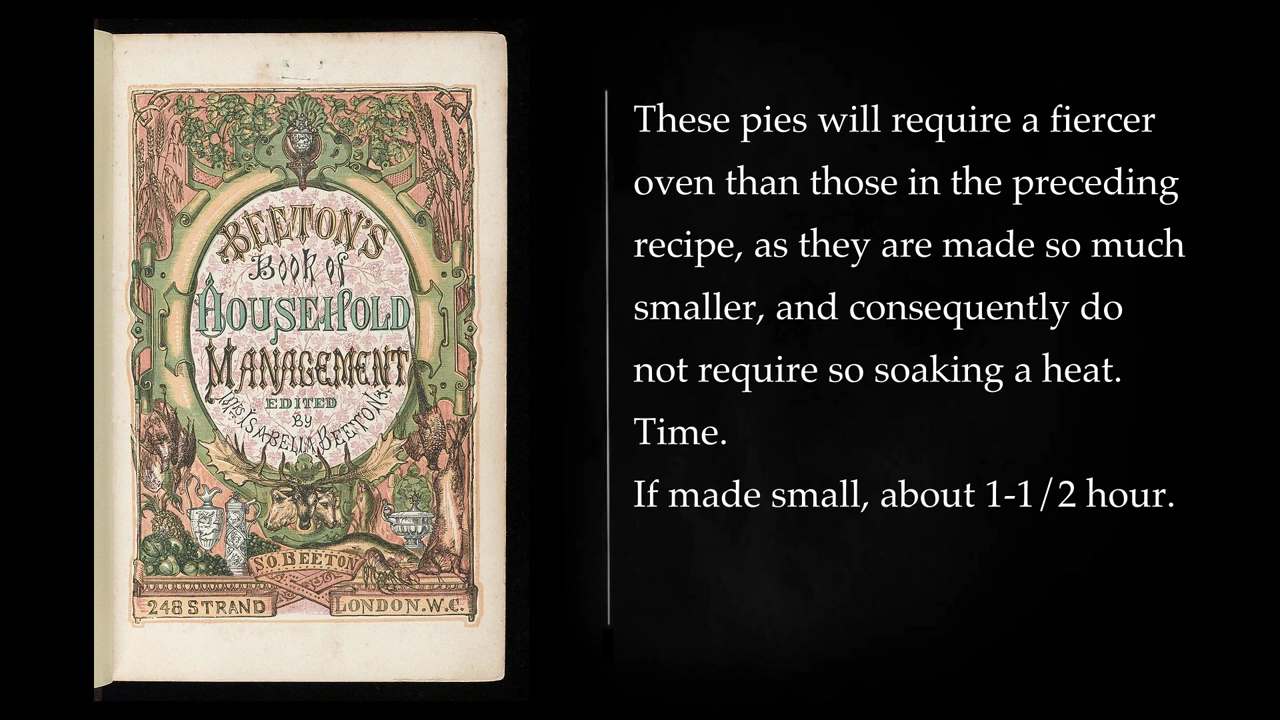 BEETON'S
Book of
HOUSEHOLD
MANAGEMENT
EDITED
BY
MRS ISABELLA BEETON.
S.O. BEETON
248 STRAND
LONDON. W.C.
These pies will require a fiercer
oven than those in the preceding
recipe, as they are made so much
smaller, and consequently do
not require so soaking a heat.
Time.
If made small, about 1-1/2 hour.